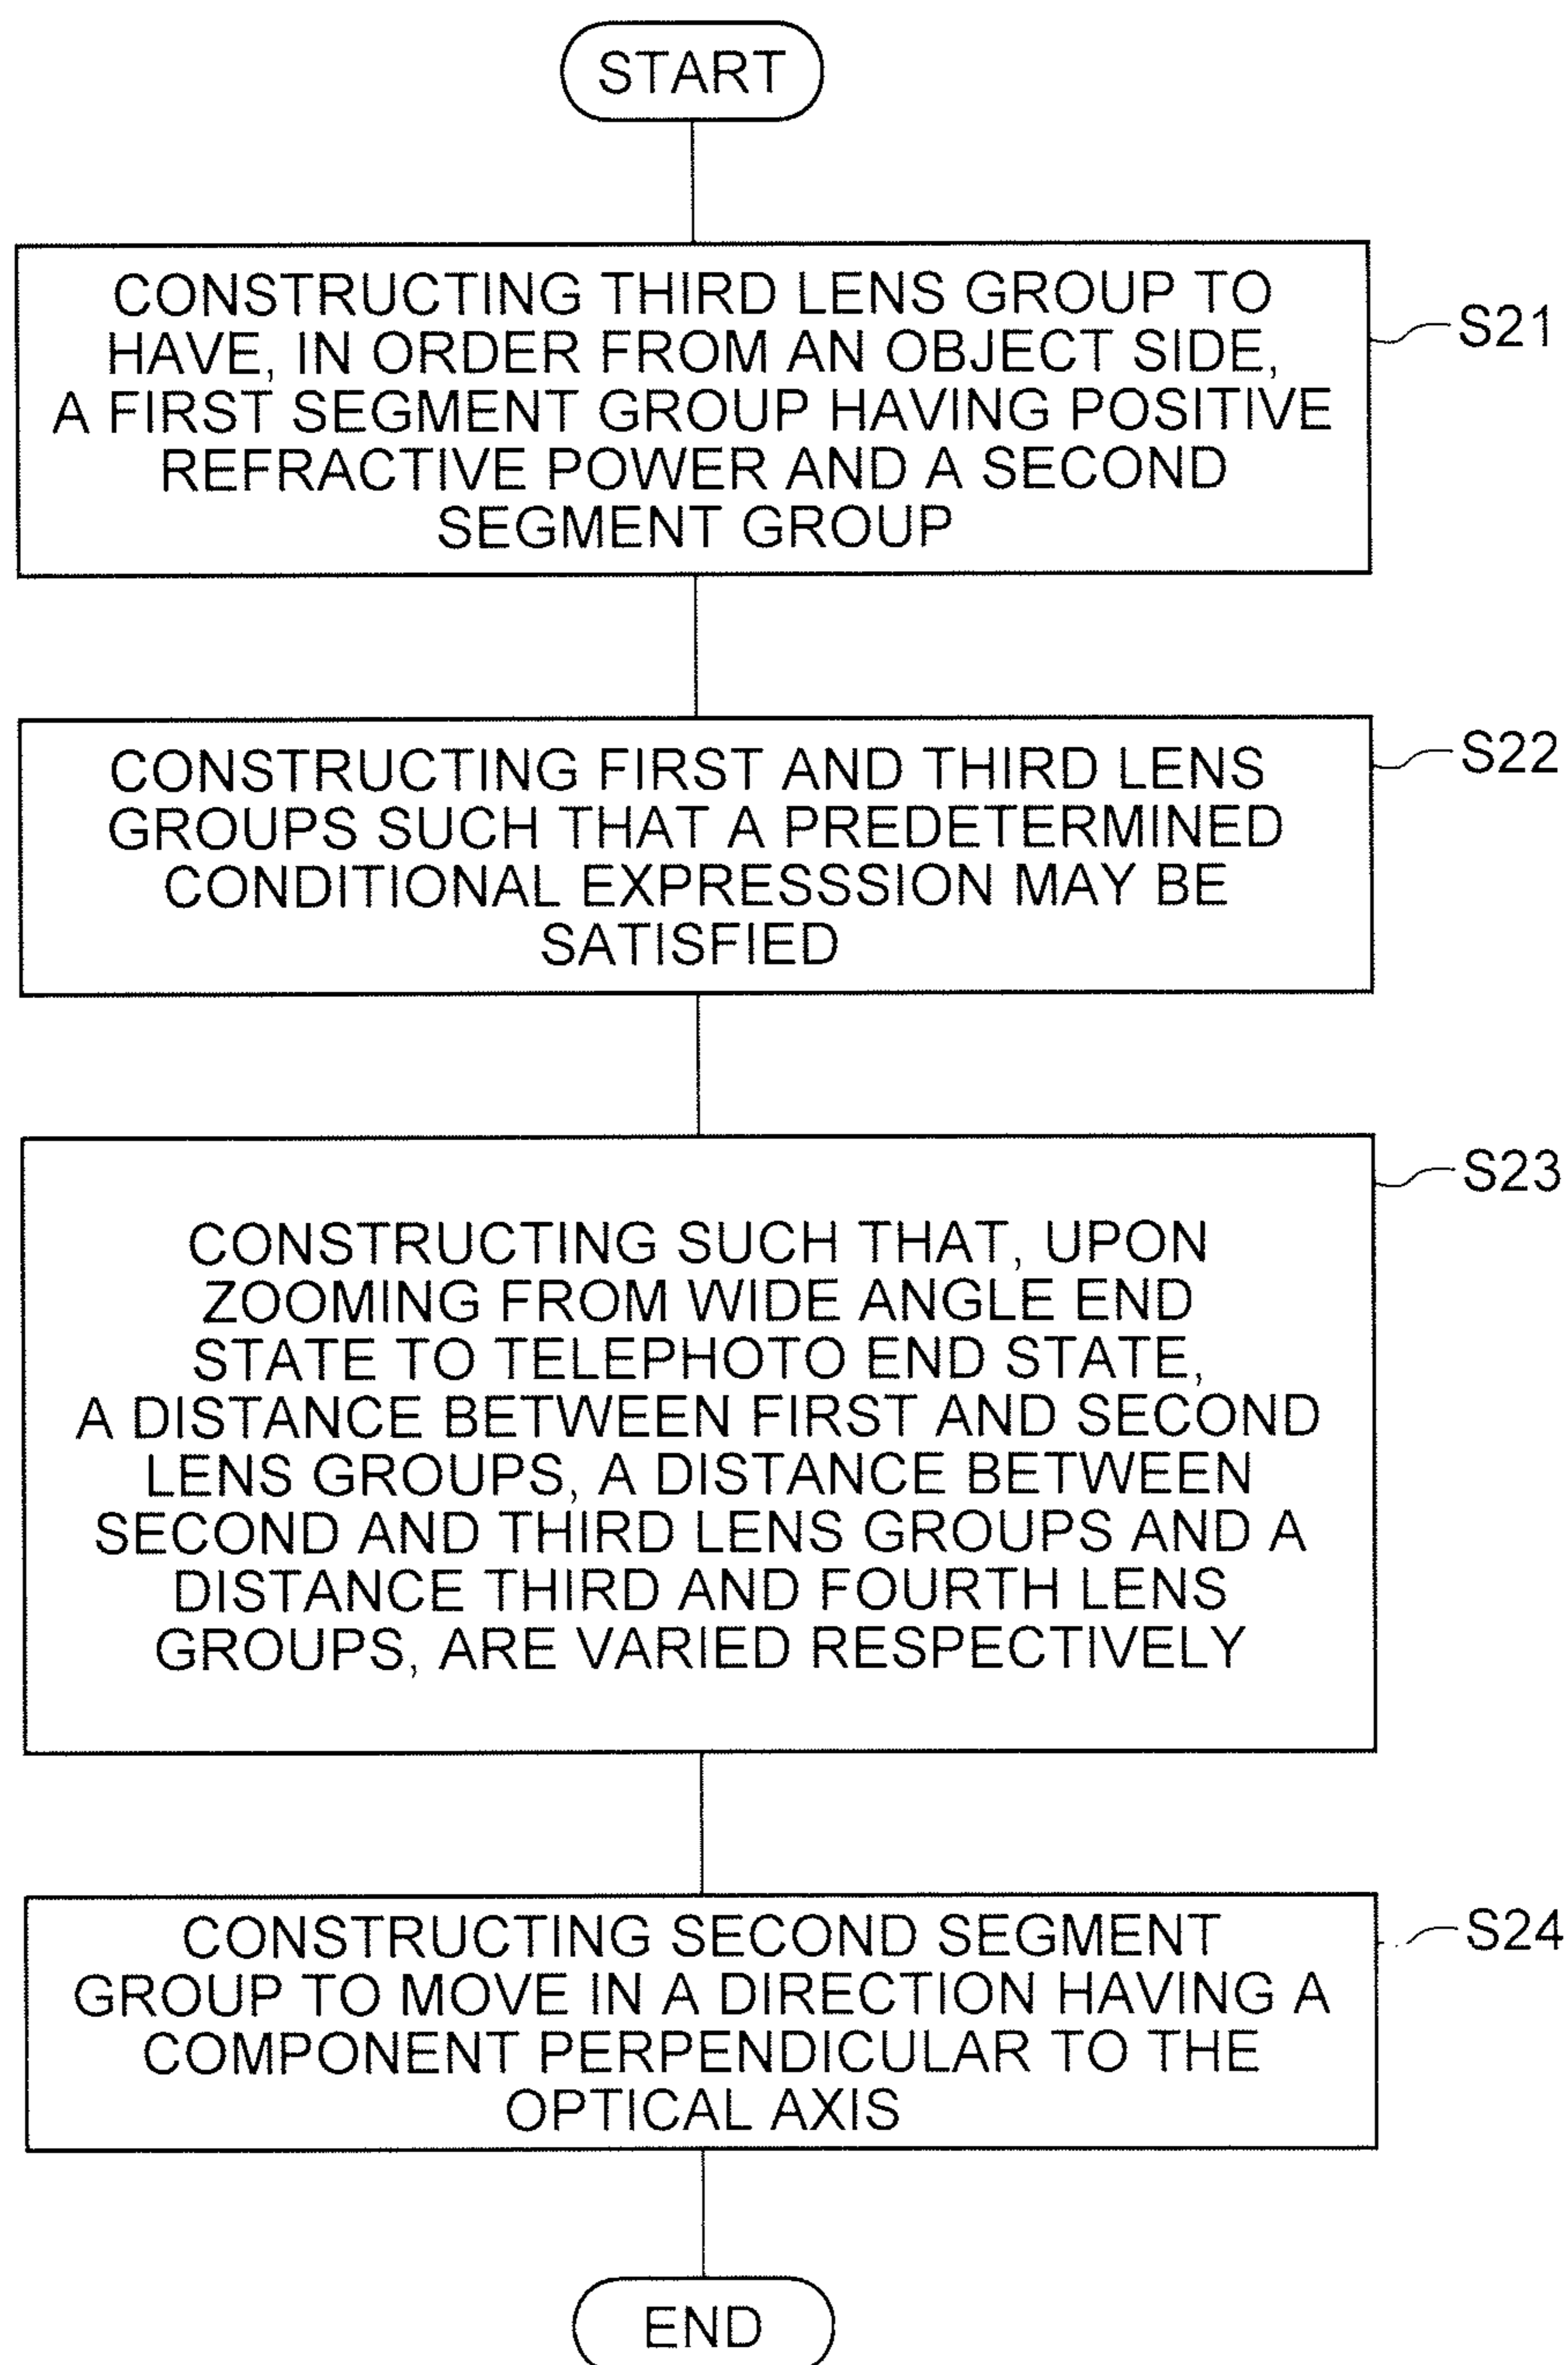 START
CONSTRUCTING THIRD LENS GROUP TO
HAVE, IN ORDER FROM AN OBJECT SIDE,
A FIRST SEGMENT GROUP HAVING POSITIVE
REFRACTIVE POWER AND A SECOND
SEGMENT GROUP
S21
CONSTRUCTING FIRST AND THIRD LENS
GROUPS SUCH THAT A PREDETERMINED
CONDITIONAL EXPRESSSION MAY BE
SATISFIED
S22
CONSTRUCTING SUCH THAT, UPON
ZOOMING FROM WIDE ANGLE END
STATE TO TELEPHOTO END STATE,
A DISTANCE BETWEEN FIRST AND SECOND
LENS GROUPS, A DISTANCE BETWEEN
SECOND AND THIRD LENS GROUPS AND A
DISTANCE THIRD AND FOURTH LENS
GROUPS, ARE VARIED RESPECTIVELY
S23
CONSTRUCTING SECOND SEGMENT
GROUP TO MOVE IN A DIRECTION HAVING A
COMPONENT PERPENDICULAR TO THE
OPTICAL AXIS
S24
END